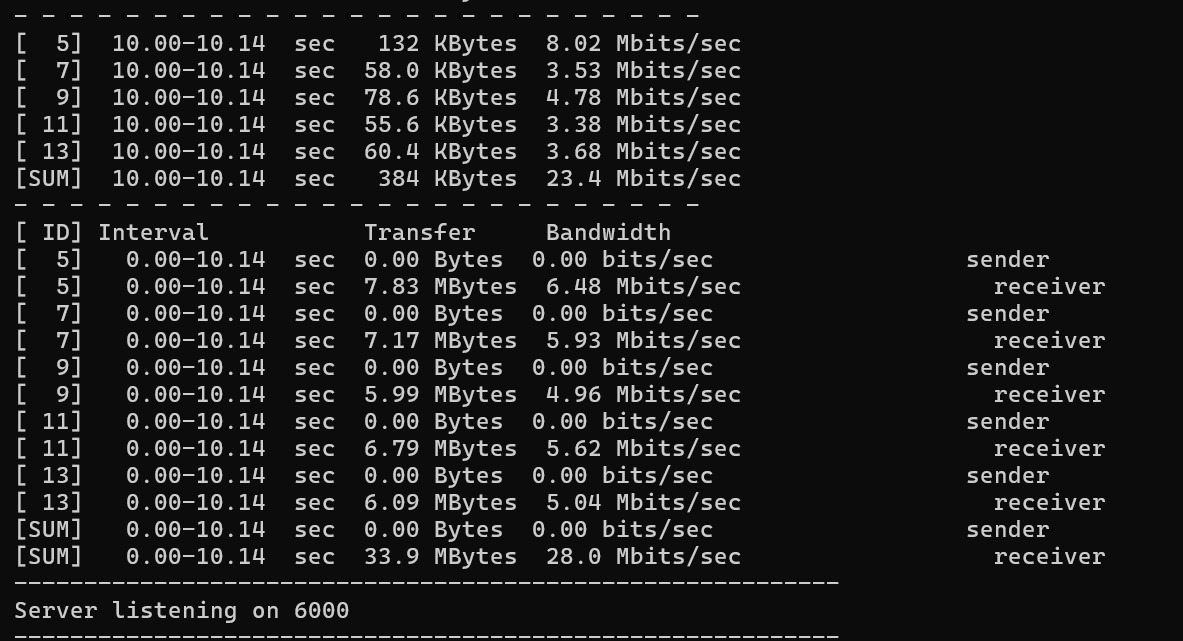 - - - - - - - - - - - - - - - - - - - - - - - - -
[  5]  10.00-10.14  sec   132 KBytes  8.02 Mbits/sec
[  7]  10.00-10.14  sec  58.0 KBytes  3.53 Mbits/sec
[  9]  10.00-10.14  sec  78.6 KBytes  4.78 Mbits/sec
[ 11]  10.00-10.14  sec  55.6 KBytes  3.38 Mbits/sec
[ 13]  10.00-10.14  sec  60.4 KBytes  3.68 Mbits/sec
[SUM]  10.00-10.14  sec   384 KBytes  23.4 Mbits/sec
- - - - - - - - - - - - - - - - - - - - - - - - -
[ ID] Interval           Transfer     Bandwidth
[  5]   0.00-10.14  sec  0.00 Bytes  0.00 bits/sec                  sender
[  5]   0.00-10.14  sec  7.83 MBytes  6.48 Mbits/sec                  receiver
[  7]   0.00-10.14  sec  0.00 Bytes  0.00 bits/sec                  sender
[  7]   0.00-10.14  sec  7.17 MBytes  5.93 Mbits/sec                  receiver
[  9]   0.00-10.14  sec  0.00 Bytes  0.00 bits/sec                  sender
[  9]   0.00-10.14  sec  5.99 MBytes  4.96 Mbits/sec                  receiver
[ 11]   0.00-10.14  sec  0.00 Bytes  0.00 bits/sec                  sender
[ 11]   0.00-10.14  sec  6.79 MBytes  5.62 Mbits/sec                  receiver
[ 13]   0.00-10.14  sec  0.00 Bytes  0.00 bits/sec                  sender
[ 13]   0.00-10.14  sec  6.09 MBytes  5.04 Mbits/sec                  receiver
[SUM]   0.00-10.14  sec  0.00 Bytes  0.00 bits/sec                  sender
[SUM]   0.00-10.14  sec  33.9 MBytes  28.0 Mbits/sec                  receiver
-----------------------------------------------------------
Server listening on 6000
-----------------------------------------------------------